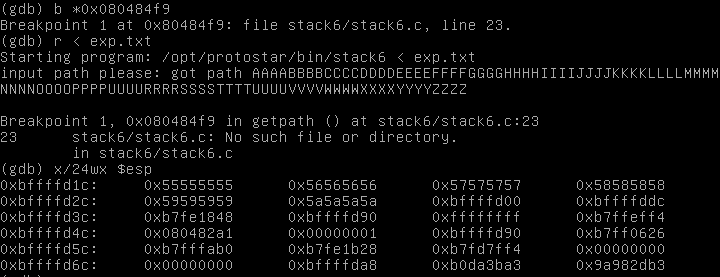 (gdb) b *0x080484f9
Breakpoint 1 at 0x80484f9: file stack6/stack6.c, line 23.
(gdb) r < exp.txt
Starting program: /opt/protostar/bin/stack6 < exp.txt
input path please: got path AAAABBBBCCCCDDDDEEEEFFFFGGGGHHHHIIIIJJJJKKKKLLLLMMMM
NNNNOOOOPPPPUUUURRRRSSSSTTTTUUUUVVVVWWWWXXXXYYYYZZZZ
Breakpoint 1, 0x080484f9 in getpath () at stack6/stack6.c:23
23 stack6/stack6.c: No such file or directory.
in stack6/stack6.c
(gdb) x/24wx $esp
0xbffffd1c: 0x55555555 0x56565656 0x57575757 0x58585858
0xbffffd2c: 0x59595959 0x5a5a5a5a 0xbffffd00 0xbffffddc
0xbffffd3c: 0xb7fe1848 0xbffffd90 0xffffffff 0xb7ffeff4
0xbffffd4c: 0x080482a1 0x00000001 0xbffffd90 0xb7ff0626
0xbffffd5c: 0xb7fffab0 0xb7fe1b28 0xb7fd7ff4 0x00000000
0xbffffd6c: 0x00000000 0xbffffda8 0xb0da3ba3 0x9a982db3